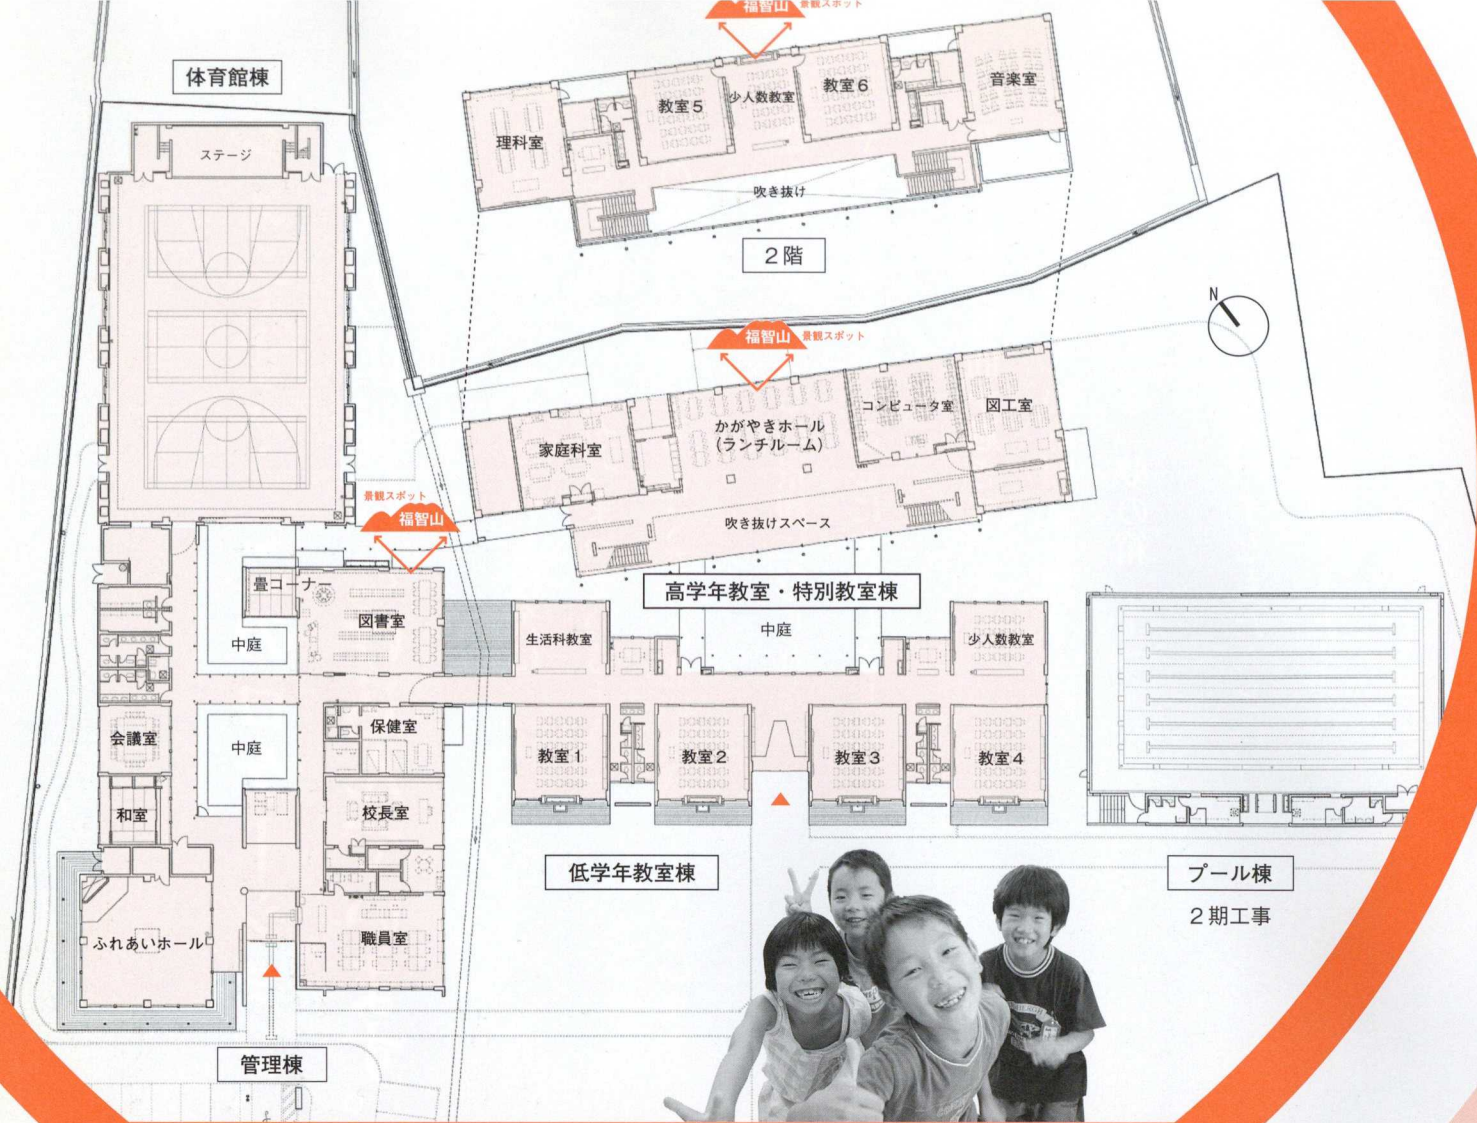 福智山
景観スポット
体育館棟
ステージ
理科室
教室5
少人数教室
教室6
音楽室
吹き抜け
2階
N
福智山
景観スポット
家庭科室
かがやきホール
(ランチルーム)
コンピュータ室
図工室
吹き抜けスペース
景観スポット
福智山
高学年教室・特別教室棟
畳コーナー
図書室
中庭
生活科教室
中庭
少人数教室
会議室
中庭
保健室
教室1
教室2
教室3
教室4
和室
校長室
低学年教室棟
プール棟
2期工事
ふれあいホール
職員室
管理棟